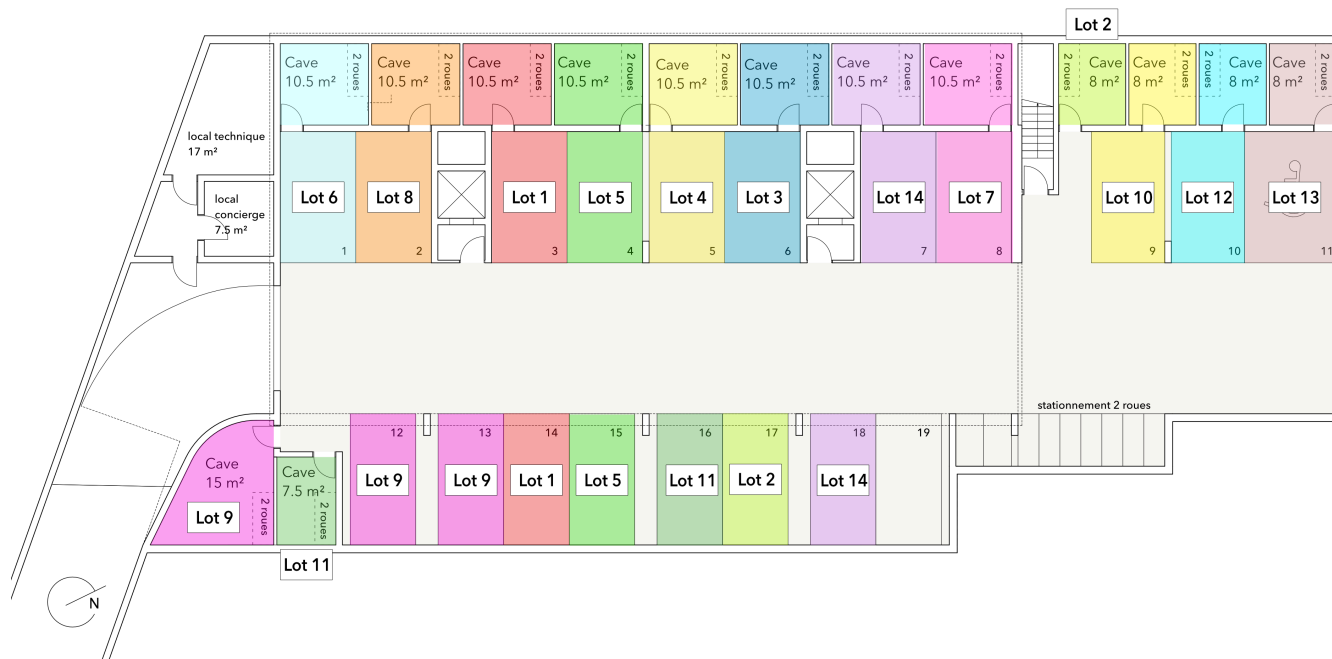 Lot 2
Cave
10.5 m²
2 roues
Cave
10.5 m²
2 roues
Cave
10.5 m²
2 roues
Cave
10.5 m²
2 roues
Cave
10.5 m²
2 roues
Cave
10.5 m²
2 roues
Cave
10.5 m²
2 roues
Cave
10.5 m²
2 roues
2 roues
Cave
8 m²
Cave
8 m²
2 roues
2 roues
Cave
8 m²
Cave
8 m²
local technique
17 m²
local
concierge
7.5 m²
Lot 6
1
Lot 8
2
Lot 1
3
Lot 5
4
Lot 4
5
Lot 3
6
Lot 14
7
Lot 7
8
Lot 10
9
Lot 12
10
Lot 13
11
stationnement 2 roues
Cave
15 m²
Lot 9
2 roues
Cave
7.5 m²
2 roues
Lot 11
12
Lot 9
13
Lot 9
14
Lot 1
15
Lot 5
16
Lot 11
17
Lot 2
18
Lot 14
19
N